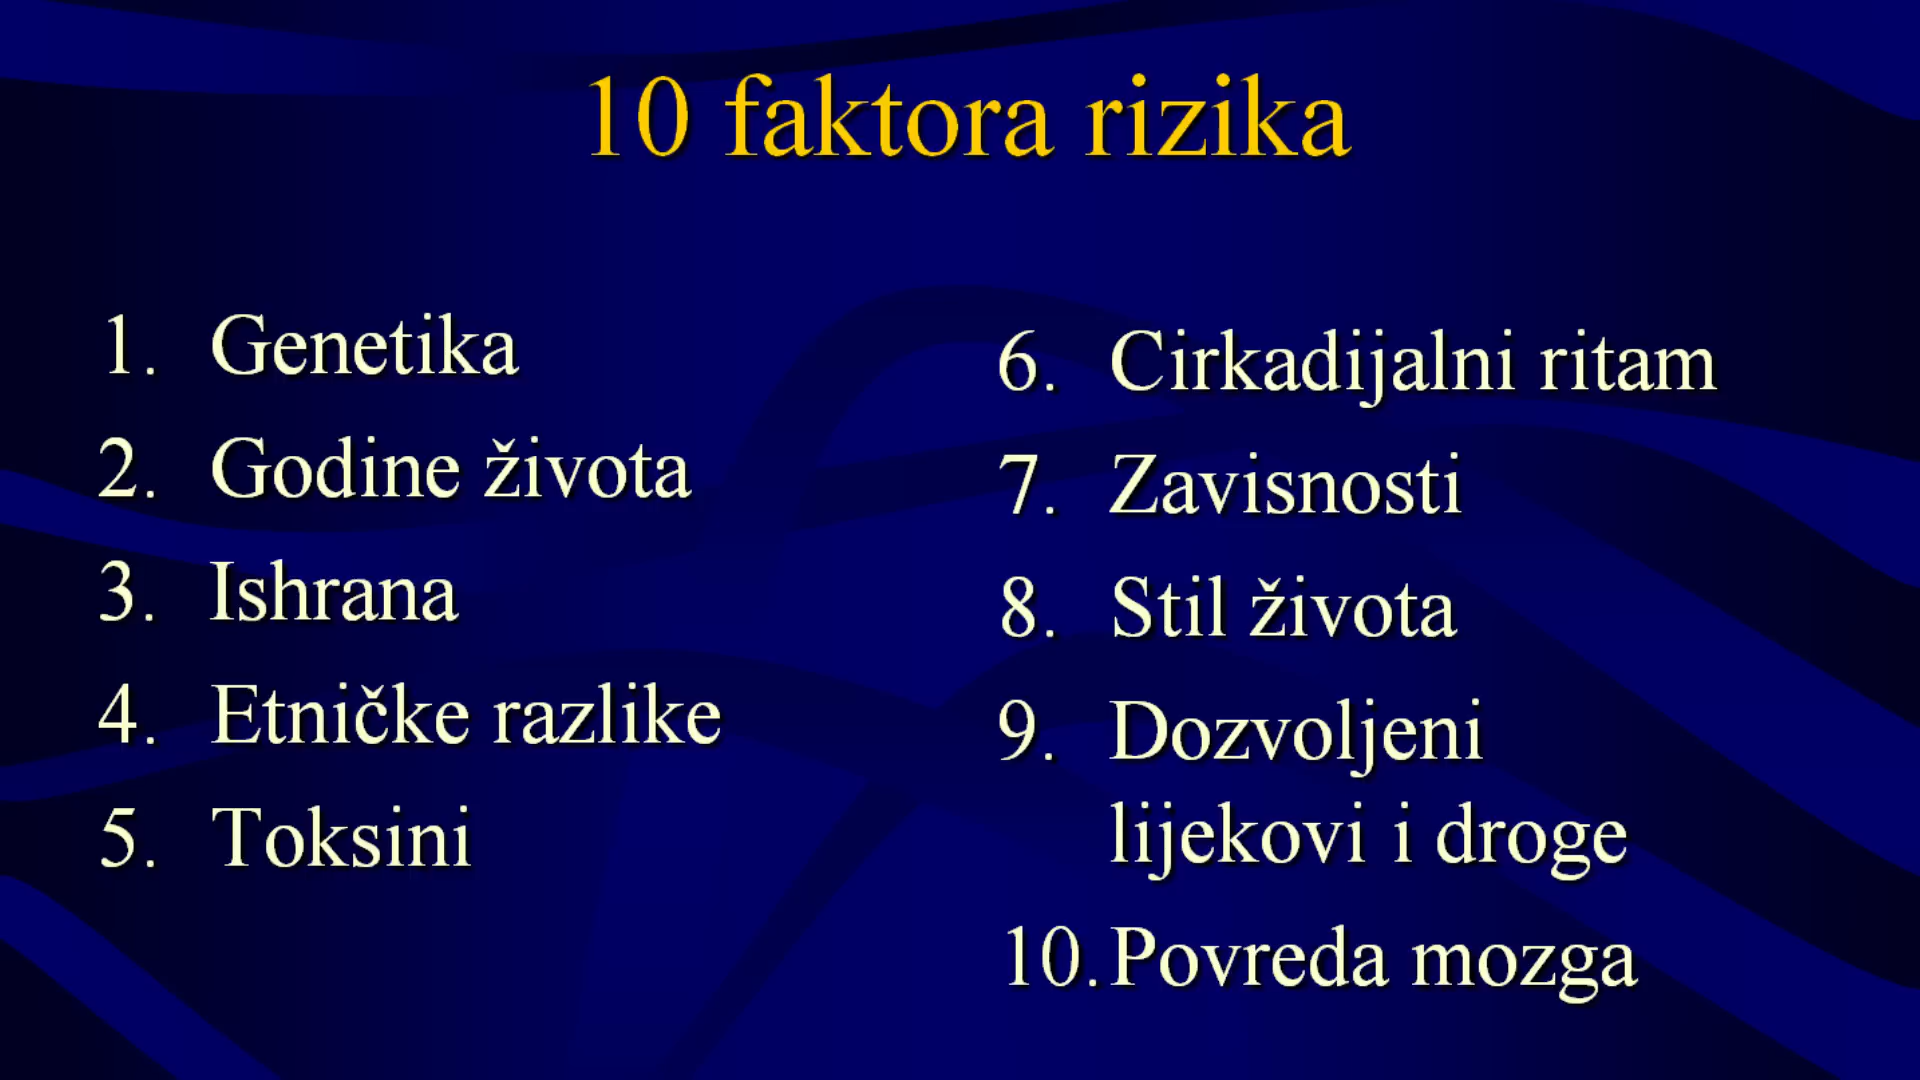 10 faktora rizika
1. Genetika
2. Godine života
3. Ishrana
4. Etničke razlike
5. Toksini
6. Cirkadijalni ritam
7. Zavisnosti
8. Stil života
9. Dozvoljeni
lijekovi i droge
10. Povreda mozga